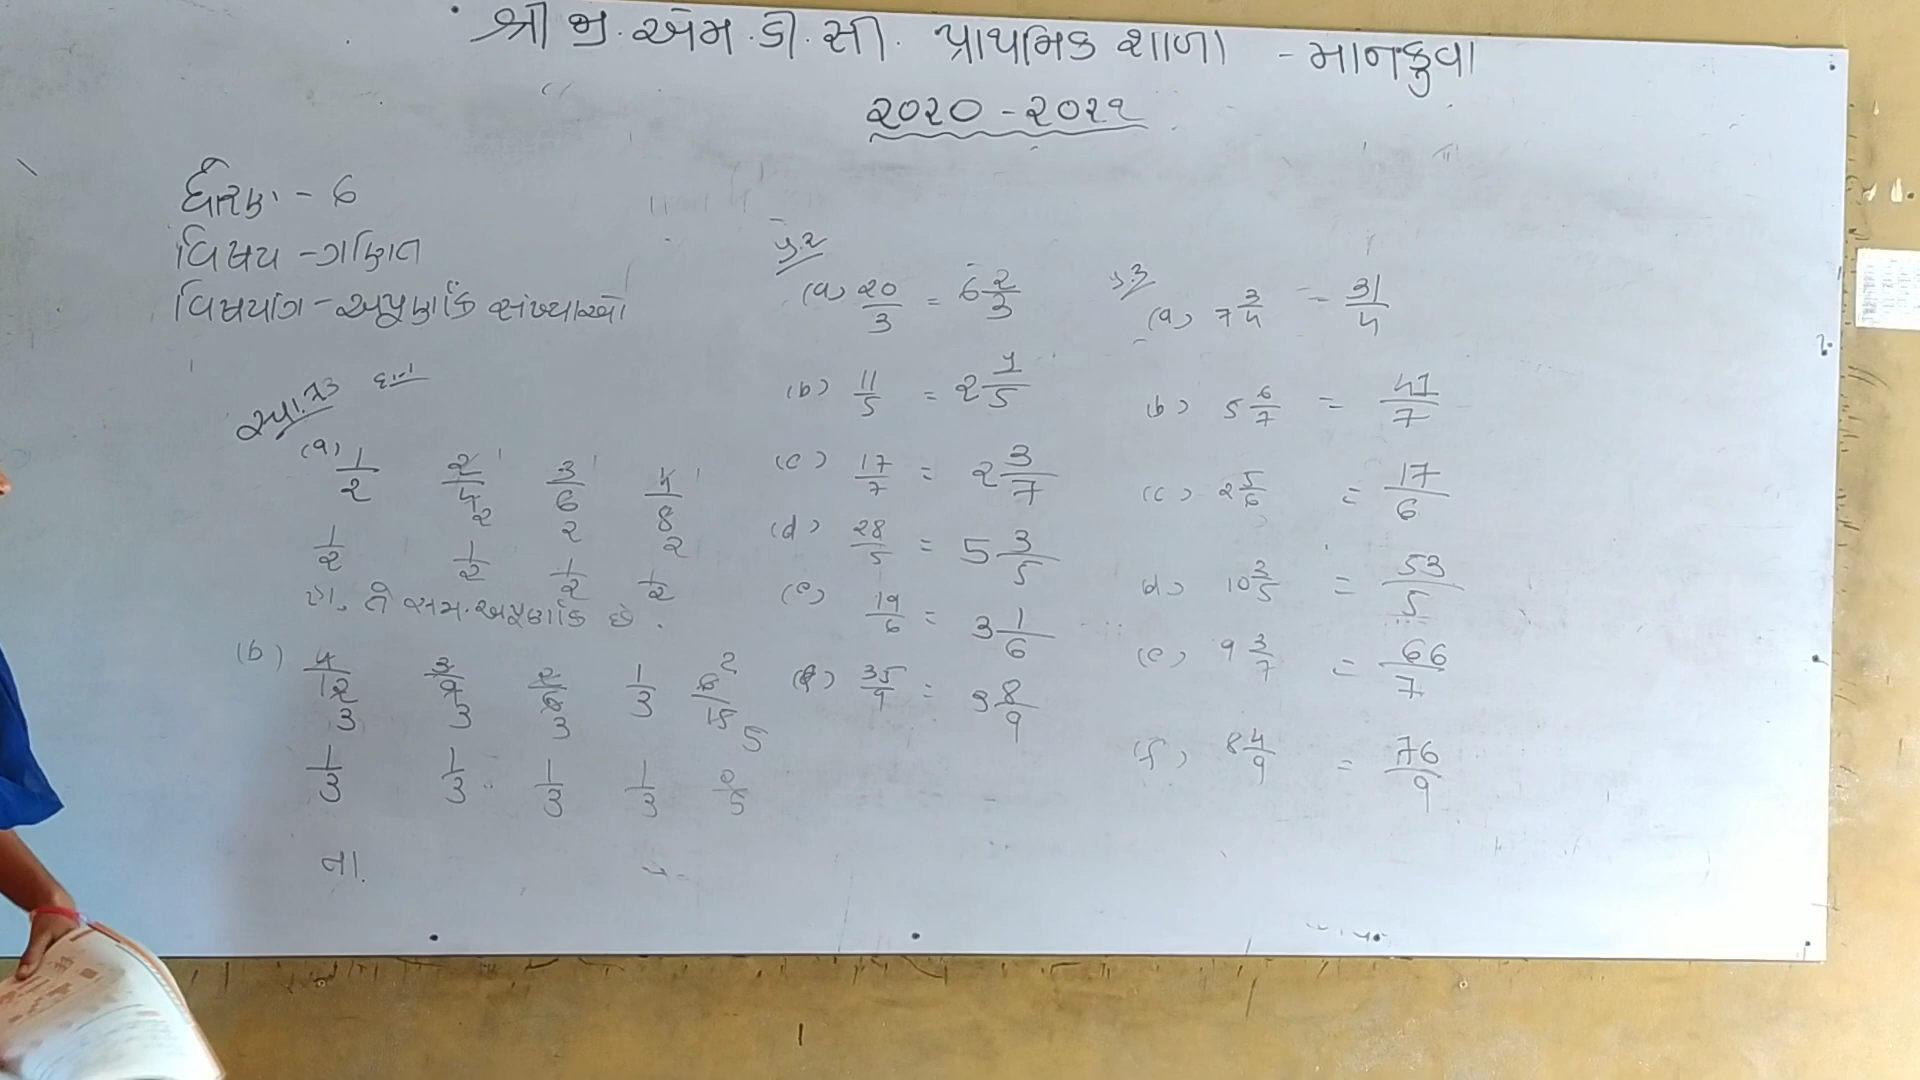 શ્રી ભુ. એમ. ડી. સી. પ્રાથમિક શાળા - માનકુવા
૨૦૨૦ - ૨૦૨૧
ધોરણ - 6
વિષય - ગણિત
વિષયાંગ - અપૂર્ણાંક સંખ્યાઓ
(a) 1/2 2/4 3/6 4/8
1/2 1/2 1/2 1/2
હા, તે સમ.અપૂર્ણાંક છે.
(b) 4/12 3/9 2/6 1/3 6/15
1/3 1/3 1/3 1/3 2/5
ના.
પ્ર.૨
(a) 20/3 = 6 2/3
(b) 11/5 = 2 1/5
(c) 17/7 = 2 3/7
(d) 28/5 = 5 3/5
(e) 19/6 = 3 1/6
(f) 35/9 = 3 8/9
પ્ર.૩
(a) 7 3/4 = 31/4
(b) 5 6/7 = 41/7
(c) 2 5/6 = 17/6
(d) 10 3/5 = 53/5
(e) 9 3/7 = 66/7
(f) 8 4/9 = 76/9